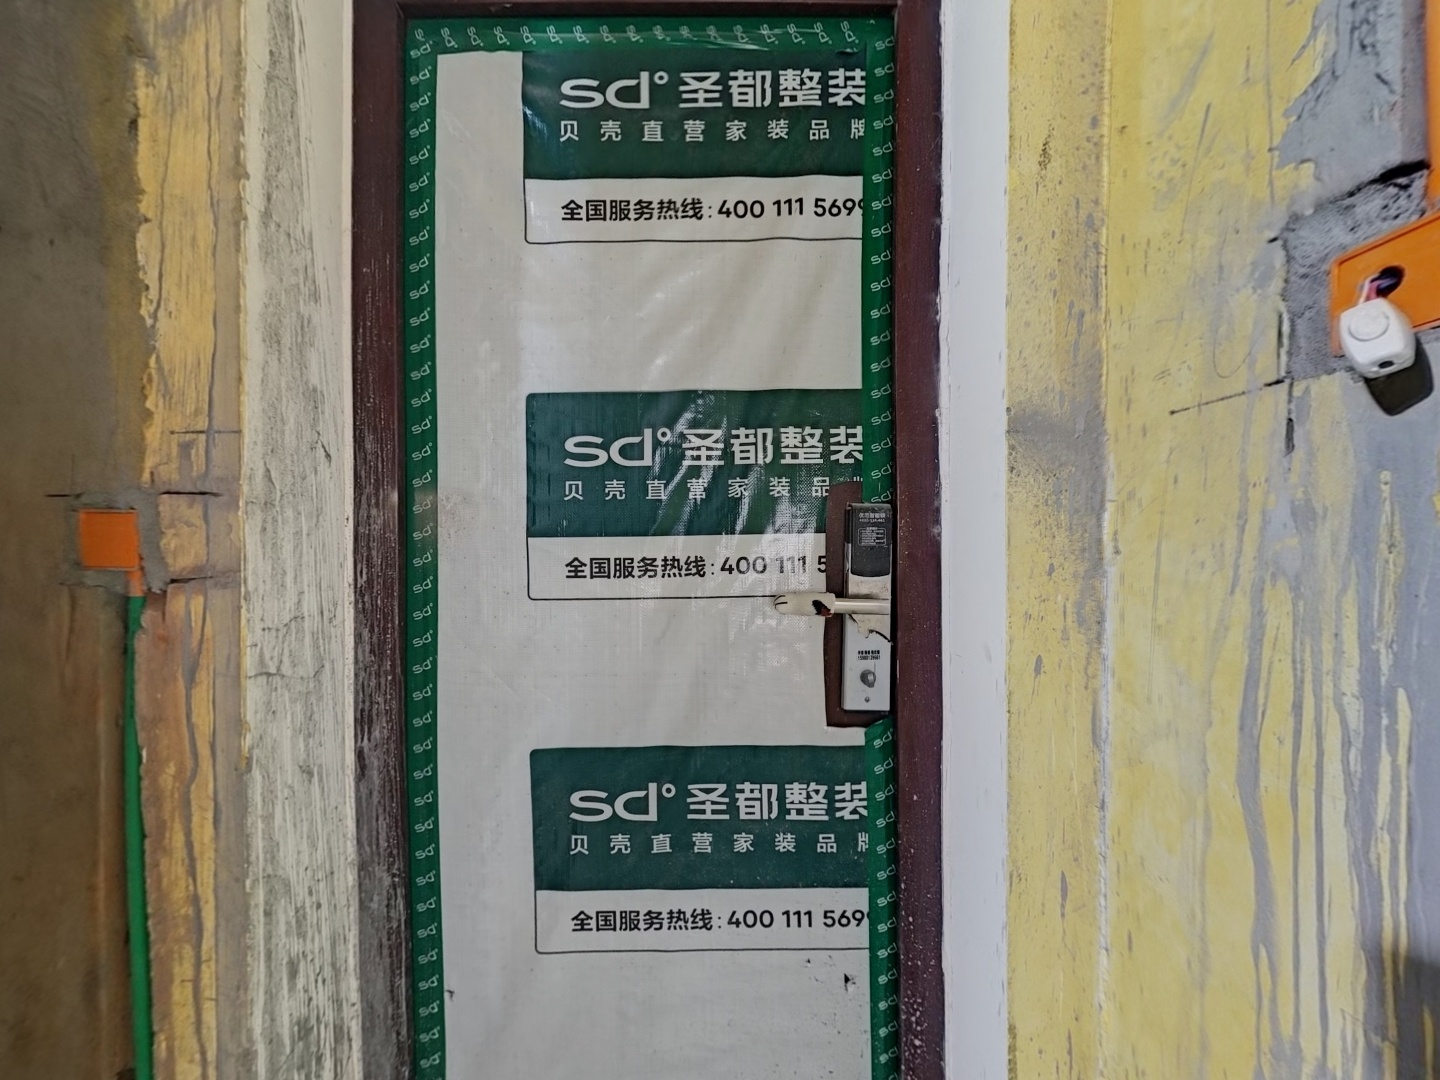 sd° 圣都整装
贝壳直营家装品牌
全国服务热线:400 111 5699
sd° 圣都整装
贝壳直营家装品
全国服务热线:400 111 5
sd° 圣都整装
贝壳直营家装品牌
全国服务热线:400 111 5699